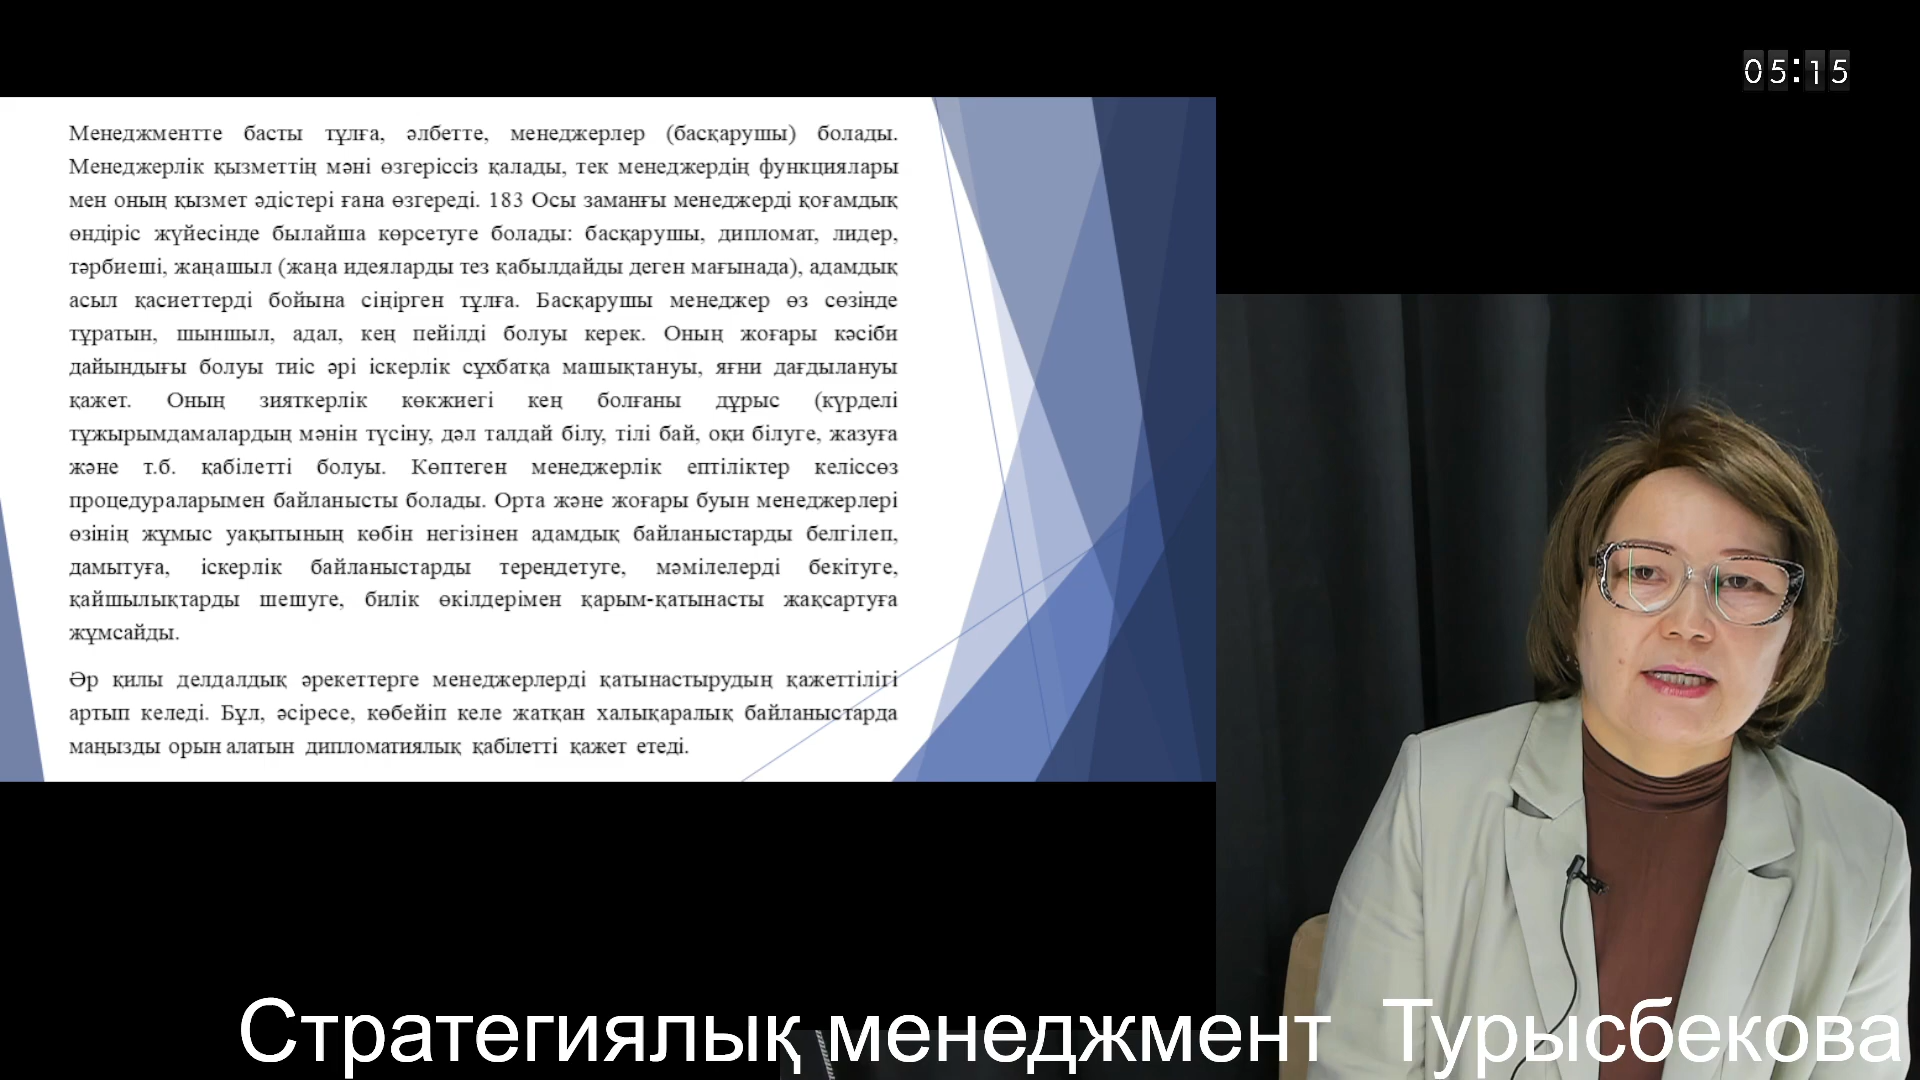 05:15
Менеджментте басты тұлға, әлбетте, менеджерлер (басқарушы) болады.
Менеджерлік қызметтің мәні өзгеріссіз қалады, тек менеджердің функциялары
мен оның қызмет әдістері ғана өзгереді. 183 Осы заманғы менеджерді қоғамдық
өндіріс жүйесінде былайша көрсетуге болады: басқарушы, дипломат, лидер,
тәрбиеші, жаңашыл (жаңа идеяларды тез қабылдайды деген мағынада), адамдық
асыл қасиеттерді бойына сіңірген тұлға. Басқарушы менеджер өз сөзінде
тұратын, шыншыл, адал, кең пейілді болуы керек. Оның жоғары кәсіби
дайындығы болуы тиіс әрі іскерлік сұхбатқа машықтануы, яғни дағдылануы
қажет. Оның зияткерлік көкжиегі кең болғаны дұрыс (күрделі
тұжырымдамалардың мәнін түсіну, дәл талдай білу, тілі бай, оқи білуге, жазуға
және т.б. қабілетті болуы. Көптеген менеджерлік ептіліктер келіссөз
процедураларымен байланысты болады. Орта және жоғары буын менеджерлері
өзінің жұмыс уақытының көбін негізінен адамдық байланыстарды белгілеп,
дамытуға, іскерлік байланыстарды терендетуге, мәмілелерді бекітуге,
қайшылықтарды шешуге, билік өкілдерімен қарым-қатынасты жақсартуға
жұмсайды.
Әр қилы делдалдық әрекеттерге менеджерлерді қатынастырудың қажеттілігі
артып келеді. Бұл, әсіресе, көбейіп келе жатқан халықаралық байланыстарда
маңызды орын алатын дипломатиялық қабілетті қажет етеді.
Стратегиялық менеджмент Турысбекова